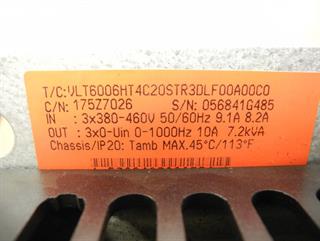 T/C:VLT6006HT4C20STR3DLF00A00C0
C/N: 175Z7026 S/N: 056841G485
IN : 3x380-460V 50/60Hz 9.1A 8.2A
OUT : 3x0-Uin 0-1000Hz 10A 7.2kVA
Chassis/IP20: Tamb MAX.45°C/113°F